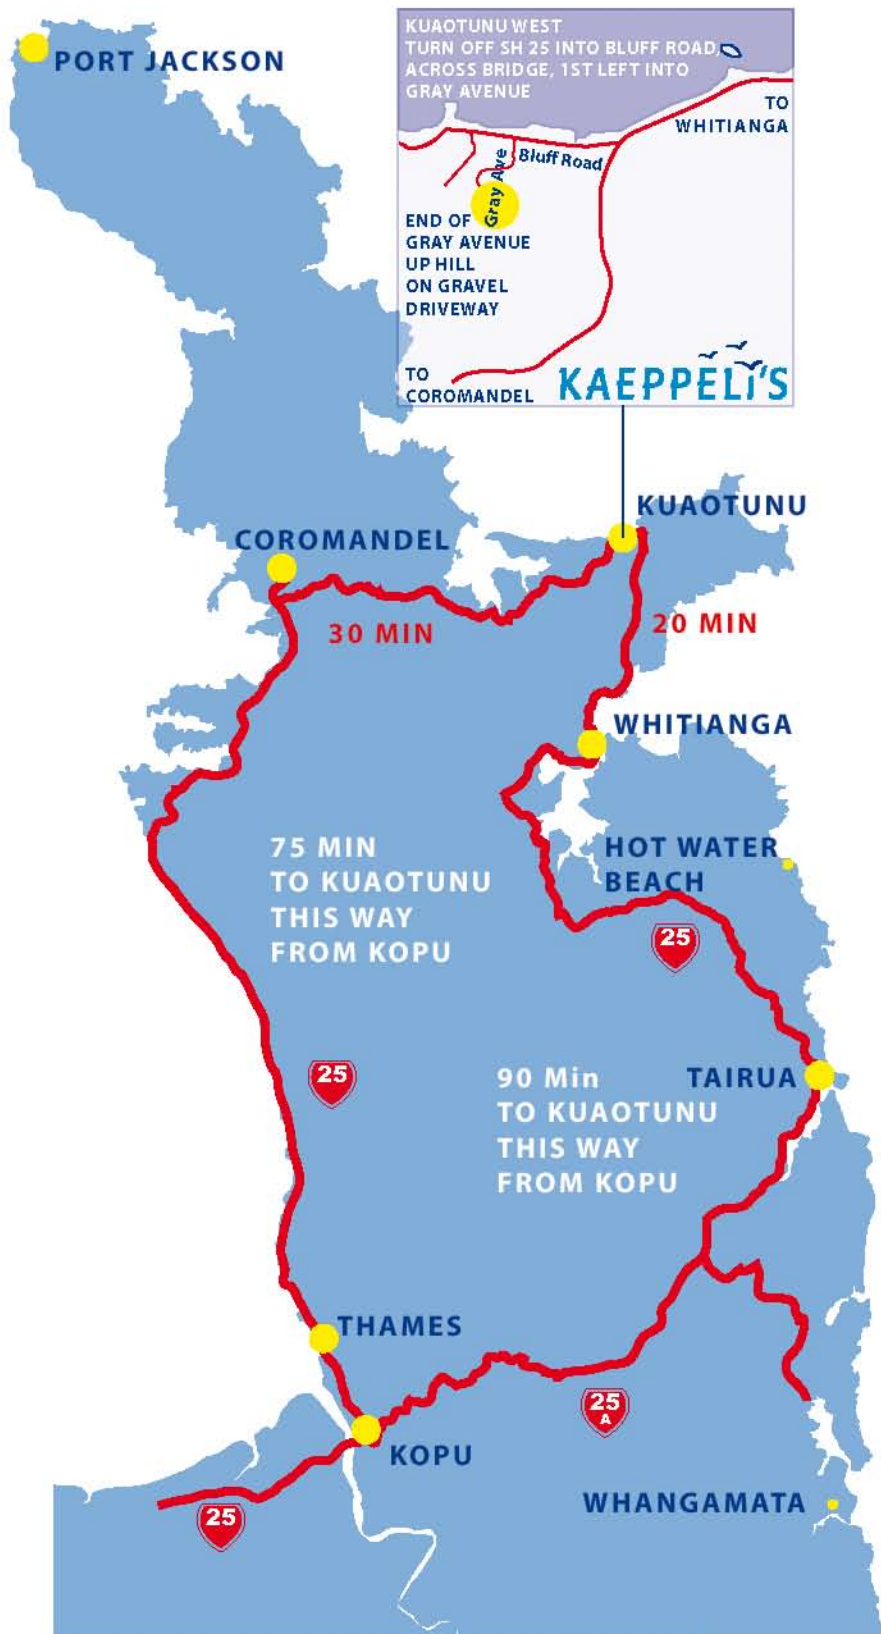 PORT JACKSON
KUAOTUNU WEST
TURN OFF SH 25 INTO BLUFF ROAD,
ACROSS BRIDGE, 1ST LEFT INTO
GRAY AVENUE
TO
WHITIANGA
Bluff Road
Gray Ave
END OF
GRAY AVENUE
UP HILL
ON GRAVEL
DRIVEWAY
TO
COROMANDEL
KAEPPELI'S
KUAOTUNU
COROMANDEL
30 MIN
20 MIN
WHITIANGA
75 MIN
TO KUAOTUNU
THIS WAY
FROM KOPU
HOT WATER
BEACH
25
25
90 Min
TO KUAOTUNU
THIS WAY
FROM KOPU
TAIRUA
THAMES
25
A
KOPU
WHANGAMATA
25